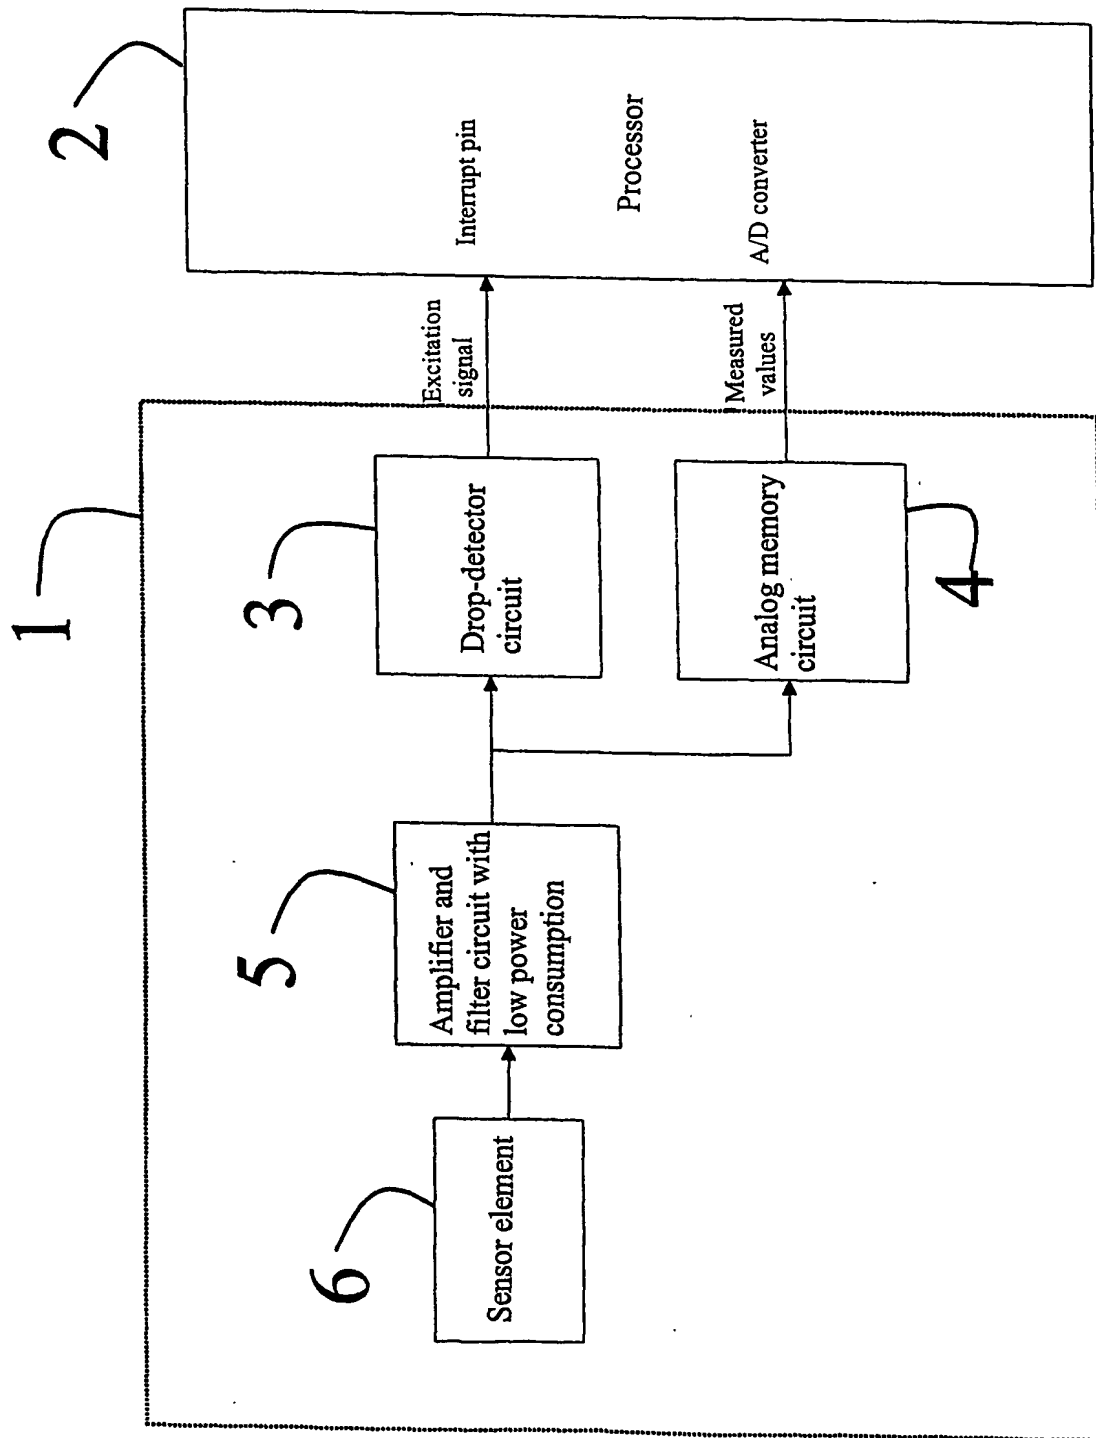 1
2
3
Drop-detector
circuit
Excitation
signal
Interrupt pin
Processor
6
Sensor element
5
Amplifier and
filter circuit with
low power
consumption
Analog memory
circuit
4
Measured
values
A/D converter